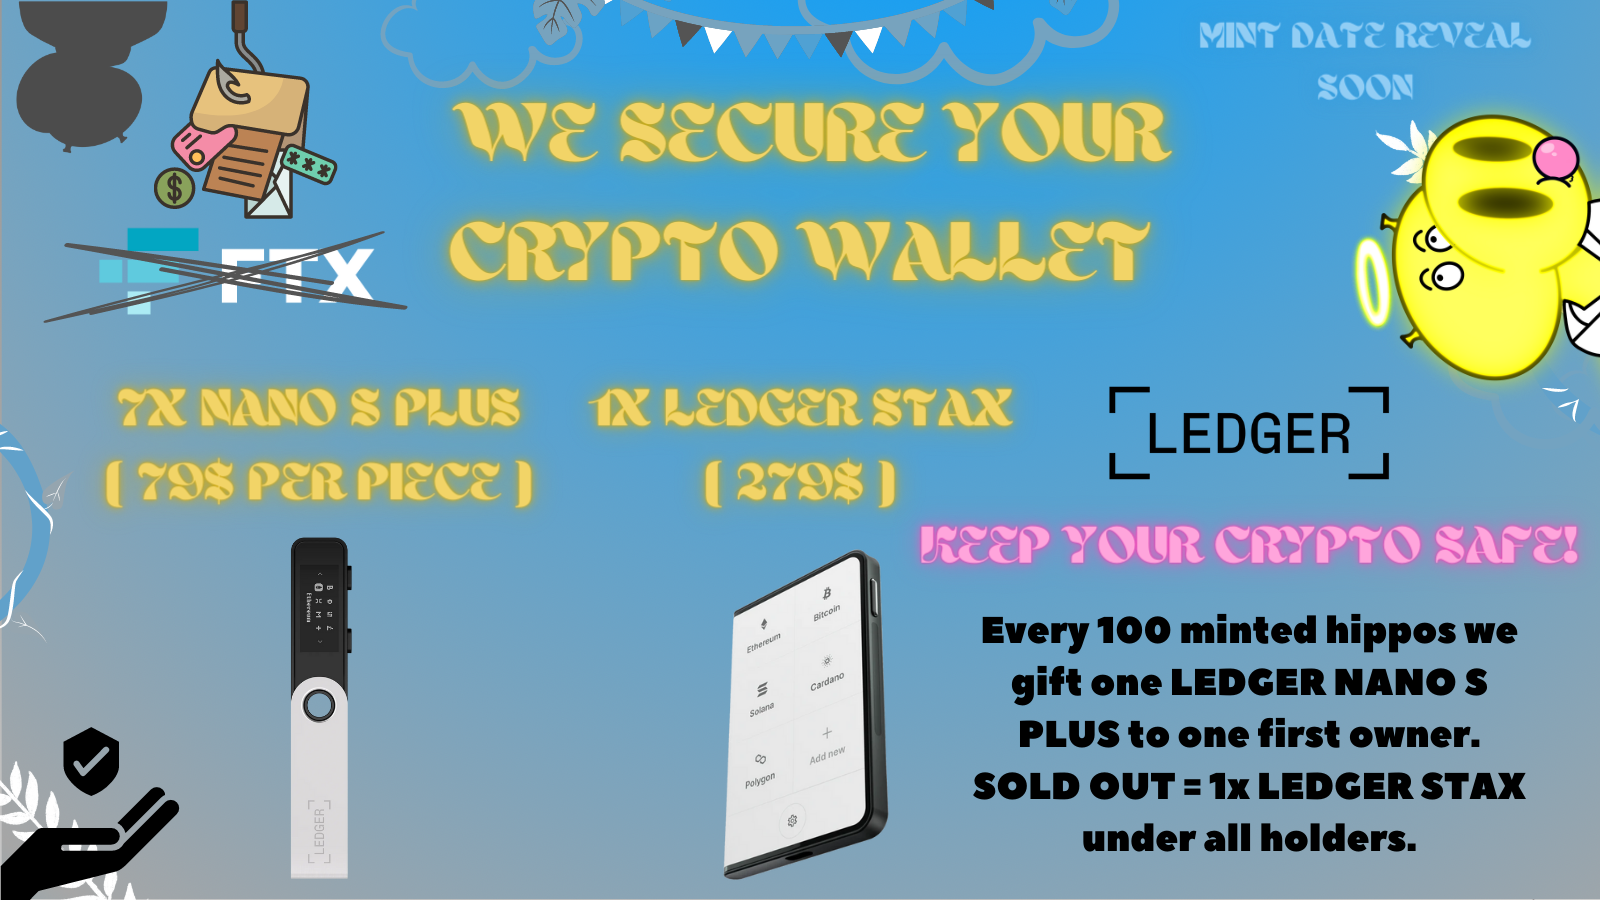 MINT DATE REVEAL
SOON
WE SECURE YOUR
CRYPTO WALLET
$
***
FTX
7X NANO S PLUS
( 79$ PER PIECE )
1X LEDGER STAX
( 279$ )
LEDGER
KEEP YOUR CRYPTO SAFE!
Every 100 minted hippos we
gift one LEDGER NANO S
PLUS to one first owner.
SOLD OUT = 1x LEDGER STAX
under all holders.
Ethereum
LEDGER
Ethereum
Bitcoin
Solana
Cardano
Polygon
Add new